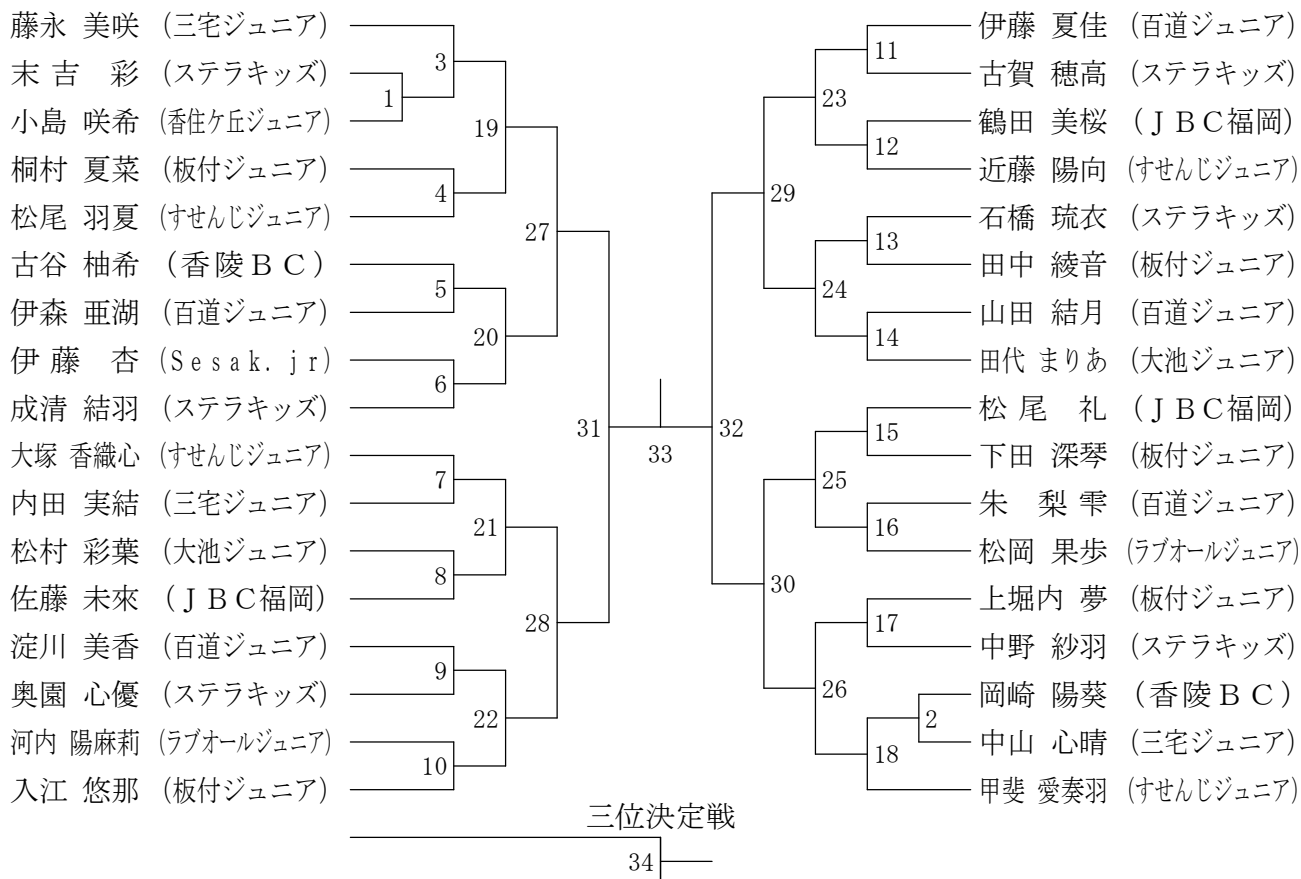 藤永 美咲 (三宅ジュニア)
3
末吉 彩 (ステラキッズ)
1
小島 咲希 (香住ケ丘ジュニア)
19
桐村 夏菜 (板付ジュニア)
4
松尾 羽夏 (すせんじジュニア)
27
古谷 柚希 (香陵BC)
5
伊森 亜湖 (百道ジュニア)
20
伊藤 杏 (Sesak.jr)
6
成清 結羽 (ステラキッズ)
31
大塚 香織心 (すせんじジュニア)
7
内田 実結 (三宅ジュニア)
21
松村 彩葉 (大池ジュニア)
8
佐藤 未來 (JBC福岡)
28
淀川 美香 (百道ジュニア)
9
奥園 心優 (ステラキッズ)
22
河内 陽麻莉 (ラブオールジュニア)
10
入江 悠那 (板付ジュニア)
33
伊藤 夏佳 (百道ジュニア)
11
古賀 穂高 (ステラキッズ)
23
鶴田 美桜 (JBC福岡)
12
近藤 陽向 (すせんじジュニア)
29
石橋 琉衣 (ステラキッズ)
13
田中 綾音 (板付ジュニア)
24
山田 結月 (百道ジュニア)
14
田代 まりあ (大池ジュニア)
32
松尾 礼 (JBC福岡)
15
下田 深琴 (板付ジュニア)
25
朱 梨雫 (百道ジュニア)
16
松岡 果歩 (ラブオールジュニア)
30
上堀内 夢 (板付ジュニア)
17
中野 紗羽 (ステラキッズ)
26
岡崎 陽葵 (香陵BC)
2
中山 心晴 (三宅ジュニア)
18
甲斐 愛奏羽 (すせんじジュニア)
三位決定戦
34